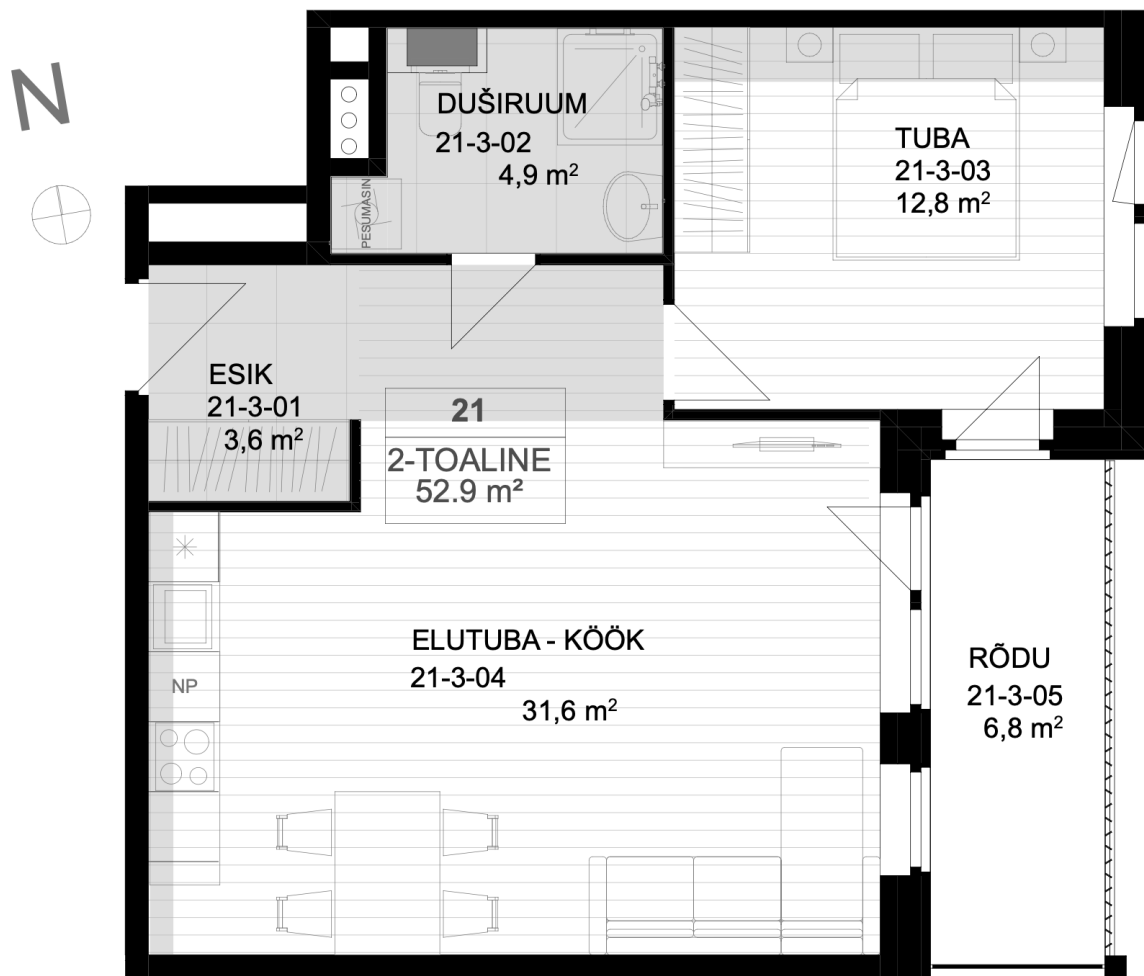 N
DUŠIRUUM
21-3-02
4,9 m²
TUBA
21-3-03
12,8 m²
PESUMASIN
ESIK
21-3-01
3,6 m²
21
2-TOALINE
52.9 m²
NP
ELUTUBA - KÖÖK
21-3-04
31,6 m²
RÕDU
21-3-05
6,8 m²